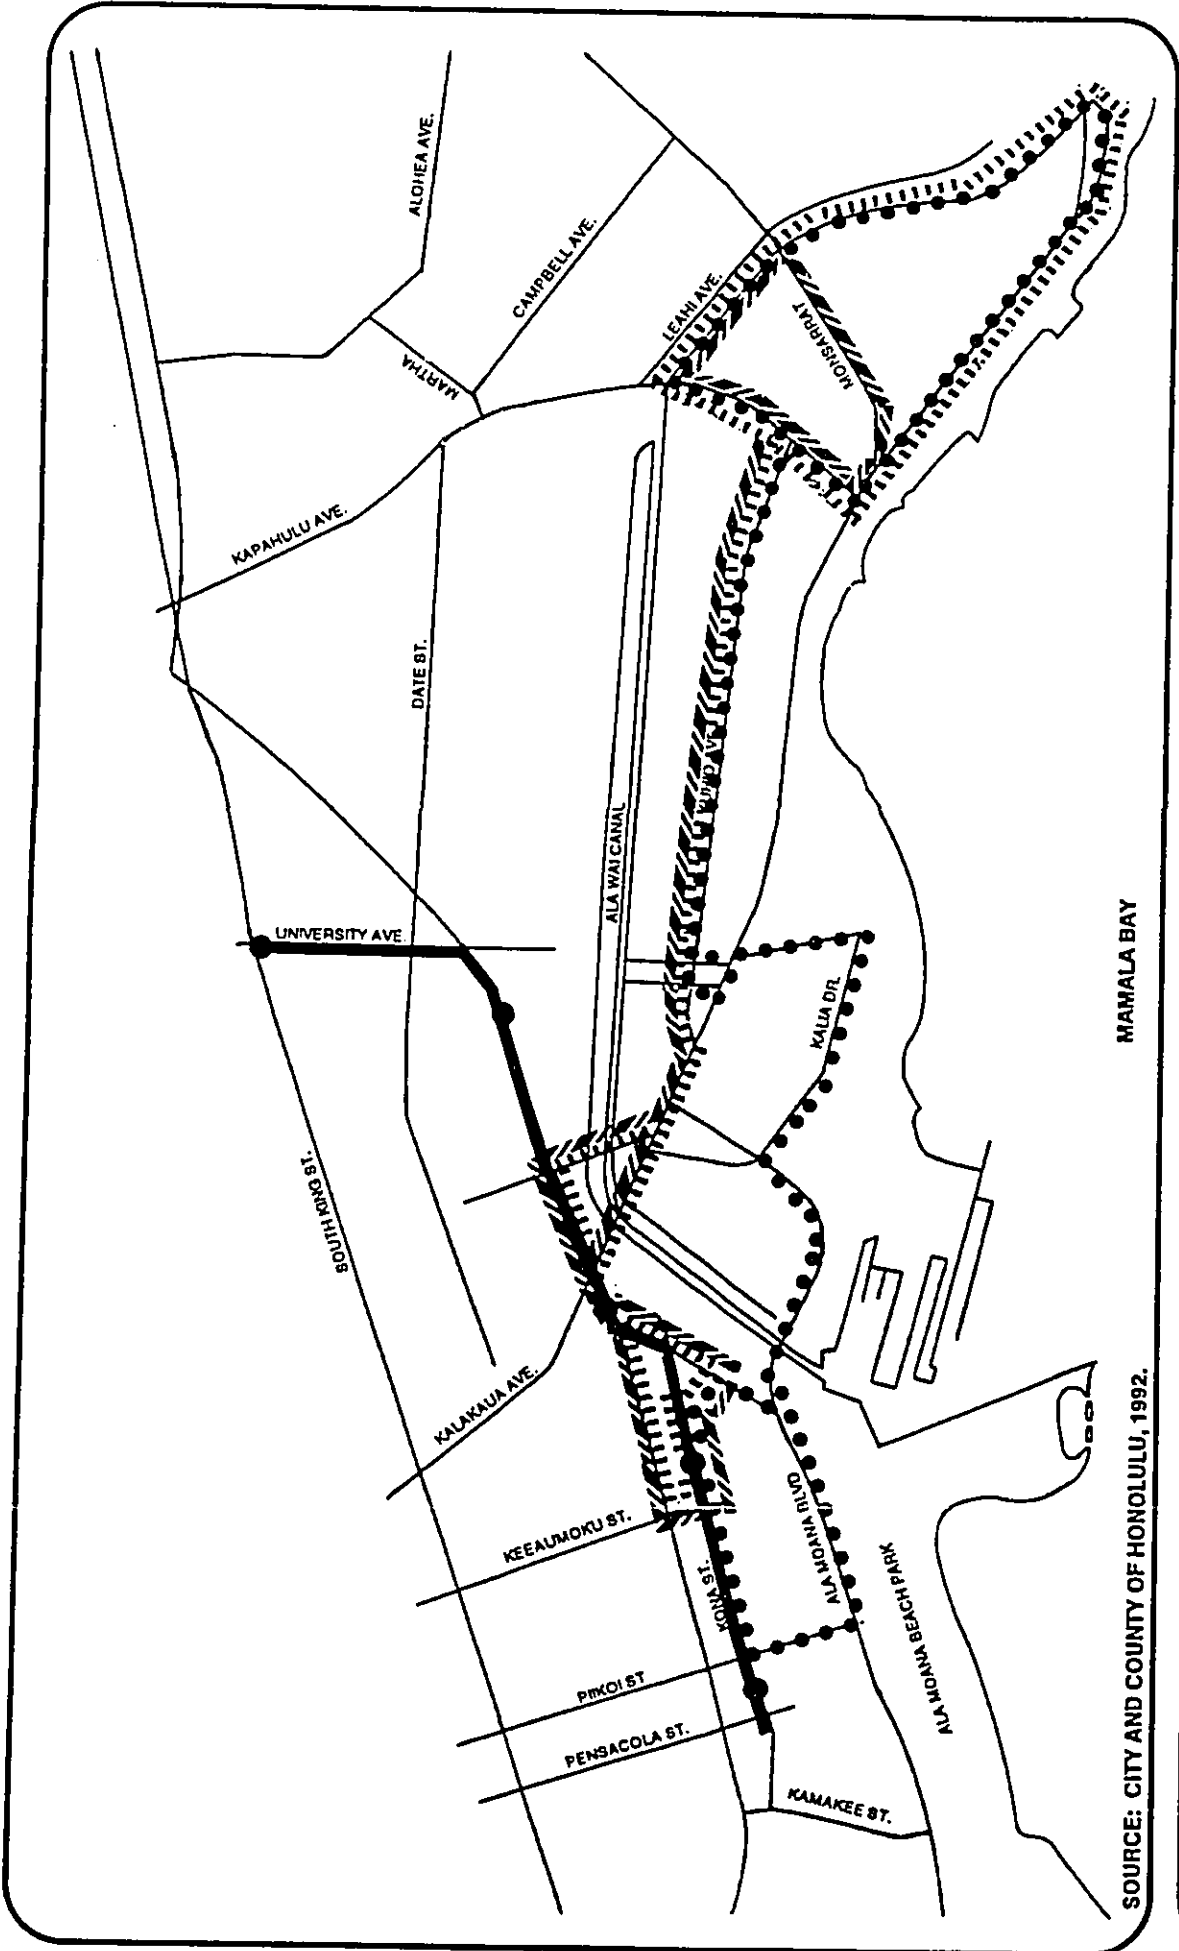 ALOHEA AVE.
CAMPBELL AVE.
LEAHI AVE.
MARTHA
MONSARRAT
KAPAHULU AVE.
DATE ST.
ALA WAI CANAL
UNIVERSITY AVE.
KALIA DR.
MAMALA BAY
SOUTH KING ST.
KALAKAUA AVE.
KEEAUMOKU ST.
KONA ST.
ALA MOANA BLVD
ALA MOANA BEACH PARK
PIIKOI ST
PENSACOLA ST.
KAMAKEE ST.
SOURCE: CITY AND COUNTY OF HONOLULU, 1992.